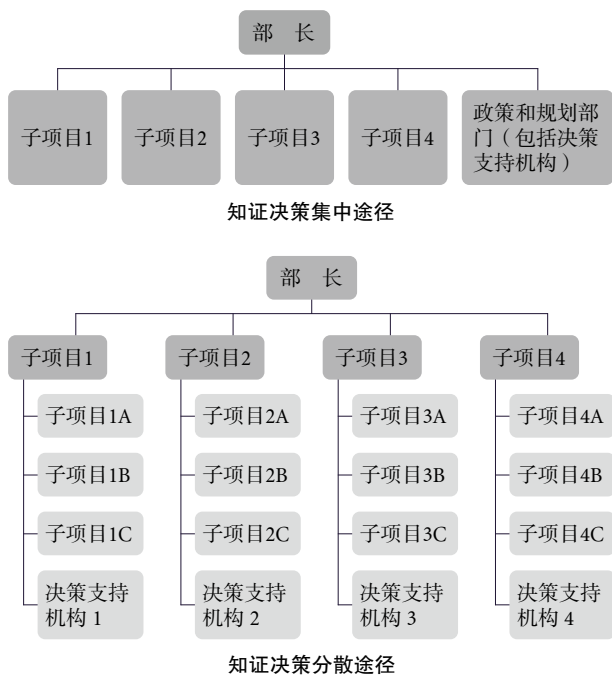 部 长
子项目1
子项目2
子项目3
子项目4
政策和规划部
门（包括决策
支持机构）
知证决策集中途径
部 长
子项目1
子项目2
子项目3
子项目4
子项目1A
子项目2A
子项目3A
子项目4A
子项目1B
子项目2B
子项目3B
子项目4B
子项目1C
子项目2C
子项目3C
子项目4C
决策支持
机构 1
决策支持
机构 2
决策支持
机构 3
决策支持
机构 4
知证决策分散途径